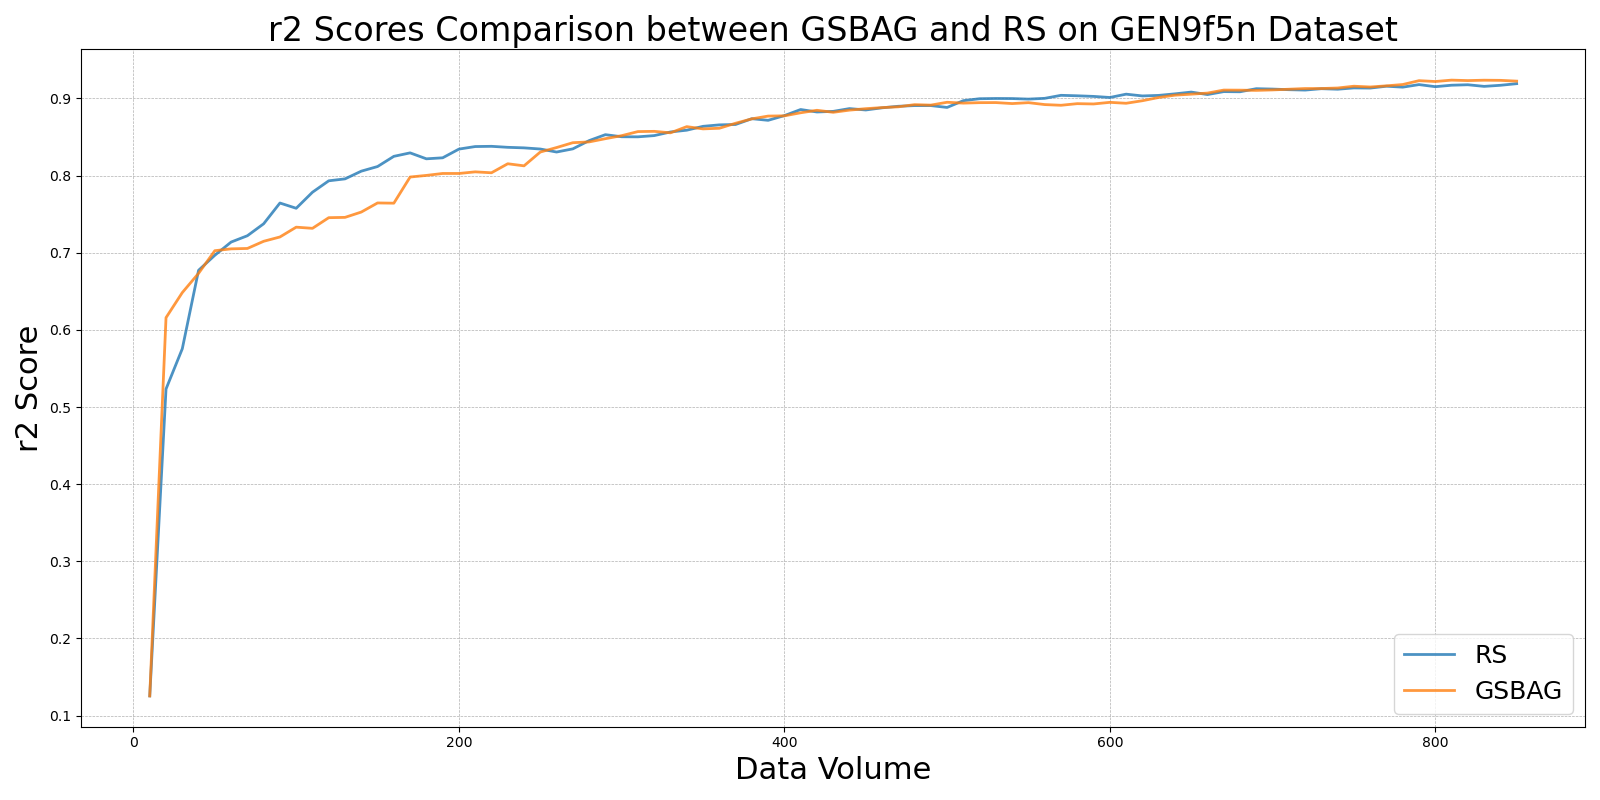 r2 Scores Comparison between GSBAG and RS on GEN9f5n Dataset
r2 Score
0.9
0.8
0.7
0.6
0.5
0.4
0.3
0.2
0.1
0 200 400 600 800
Data Volume
RS
GSBAG